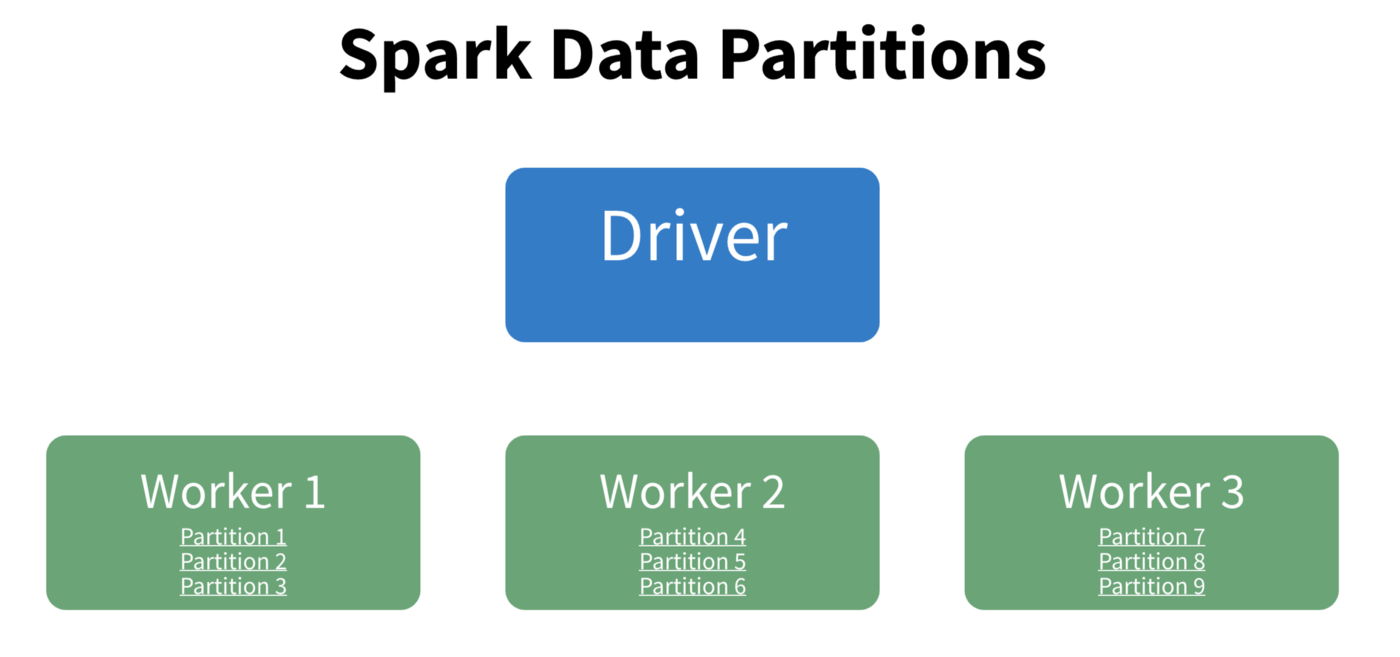 Spark Data Partitions
Driver
Worker 1
Partition 1
Partition 2
Partition 3
Worker 2
Partition 4
Partition 5
Partition 6
Worker 3
Partition 7
Partition 8
Partition 9